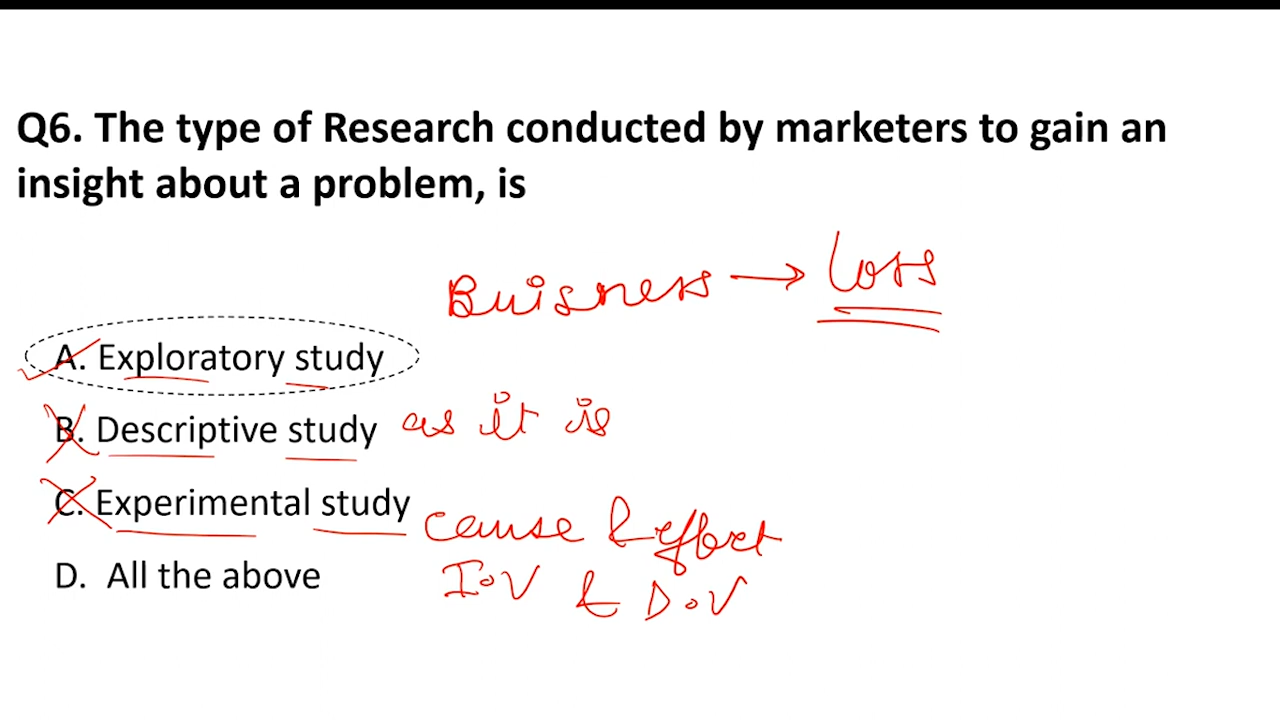 Q6. The type of Research conducted by marketers to gain an
insight about a problem, is
Buisness → loss
A. Exploratory study
B. Descriptive study as it is
C. Experimental study cause & effect
D. All the above I.V & D.V